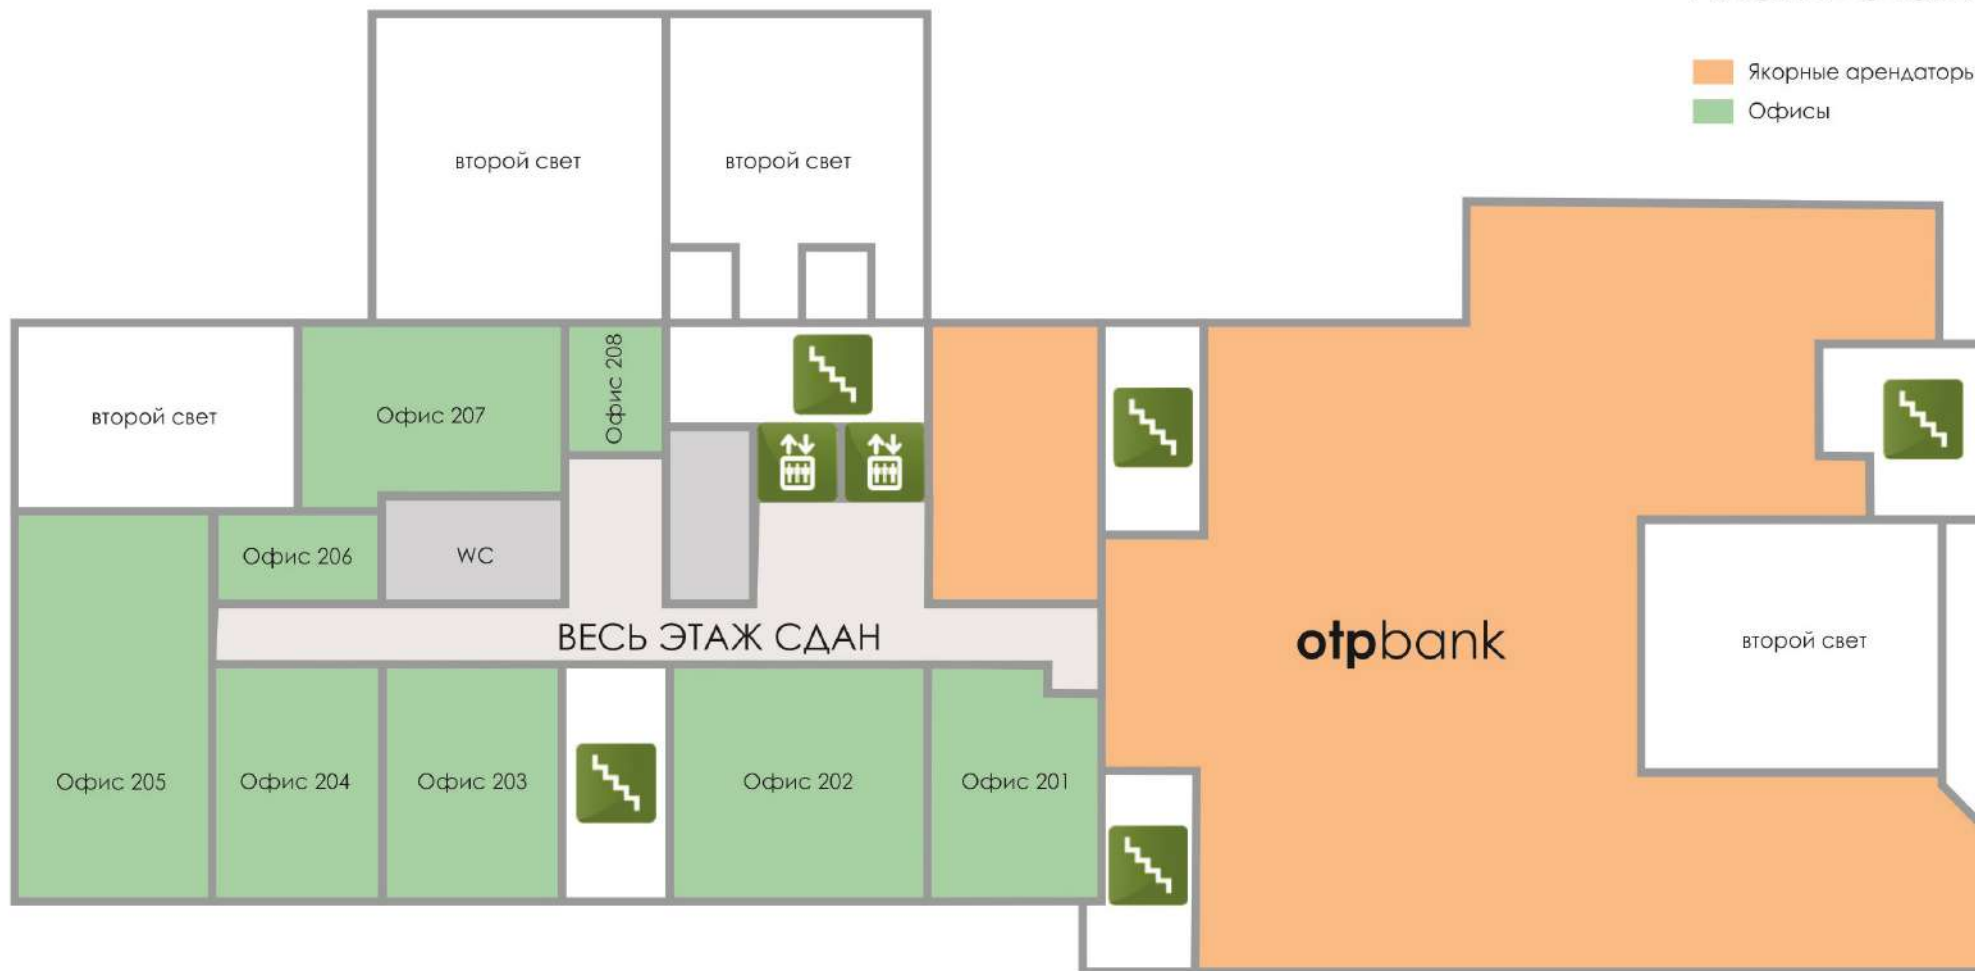 Якорные арендаторы
Офисы
второй свет
второй свет
второй свет
Офис 207
Офис 208
Офис 206
WC
ВЕСЬ ЭТАЖ СДАН
otpbank
второй свет
Офис 205
Офис 204
Офис 203
Офис 202
Офис 201